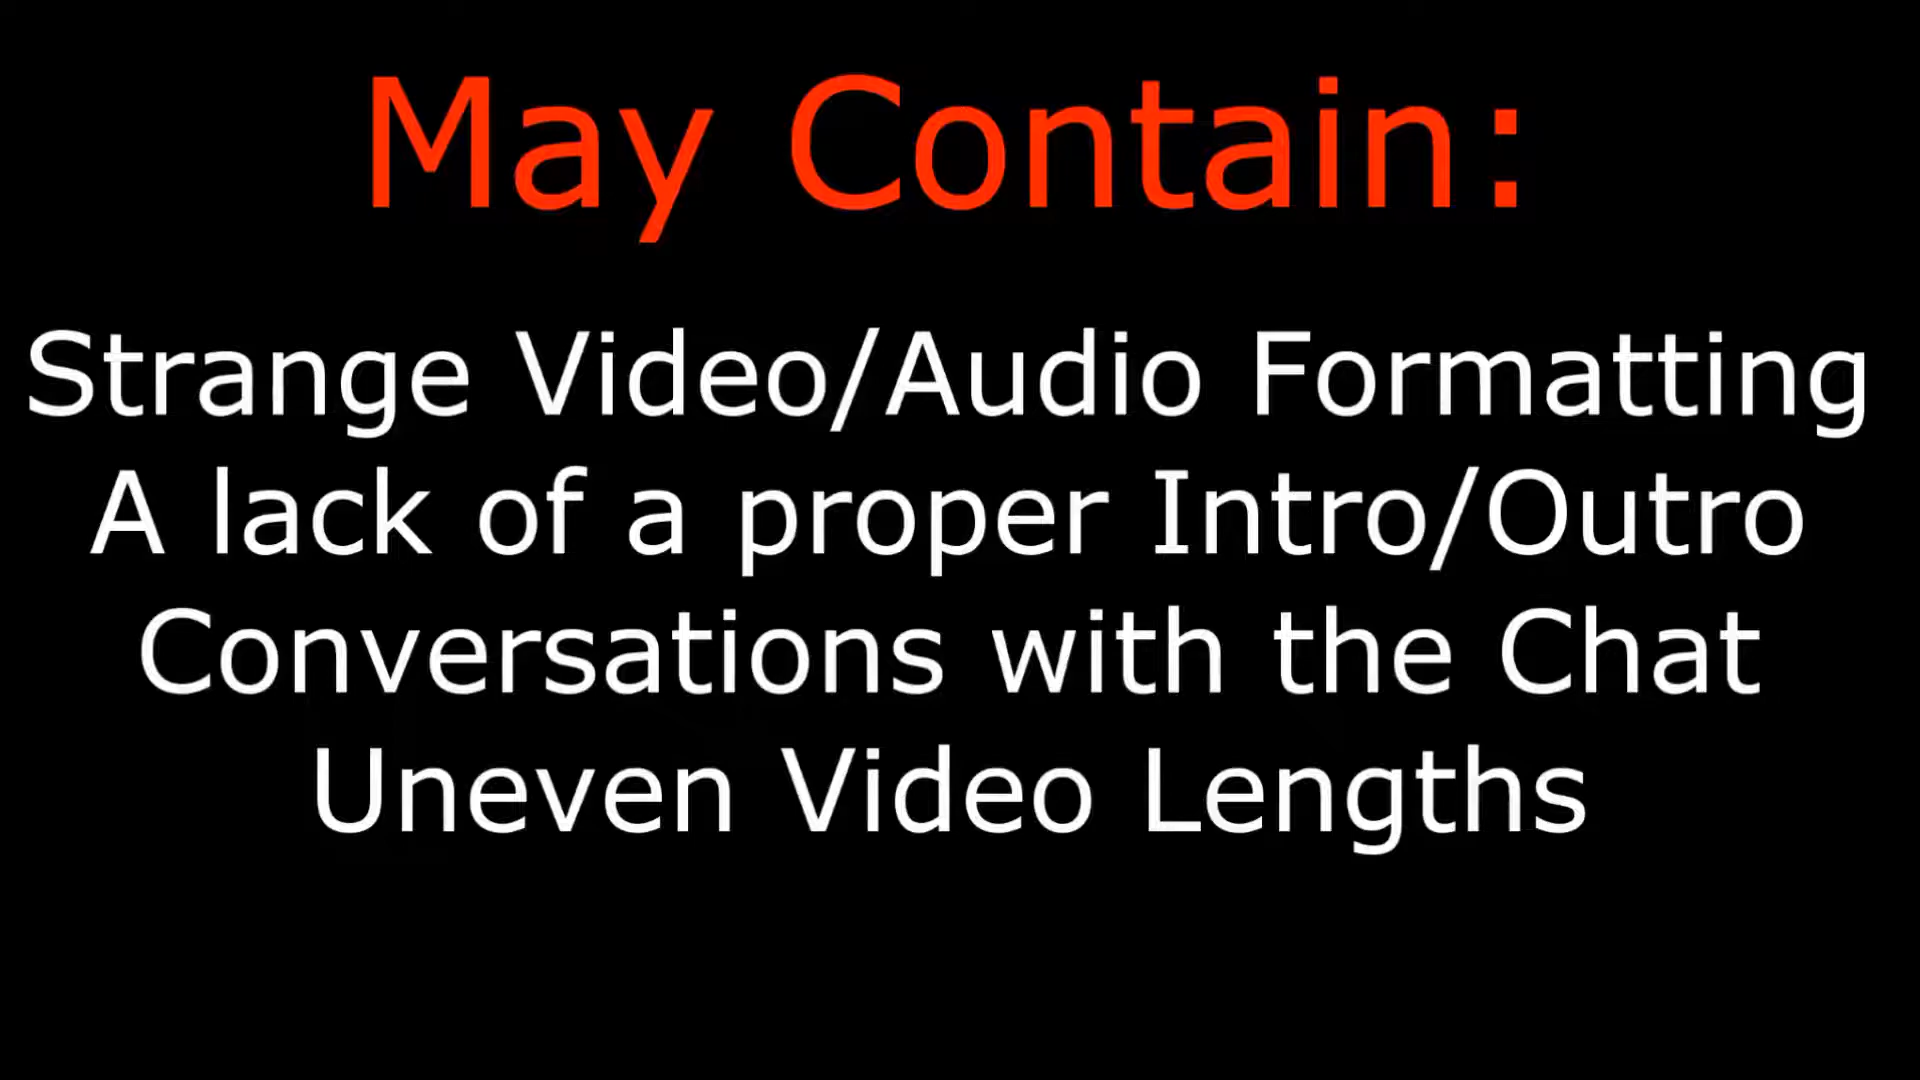 May Contain:
Strange Video/Audio Formatting
A lack of a proper Intro/Outro
Conversations with the Chat
Uneven Video Lengths